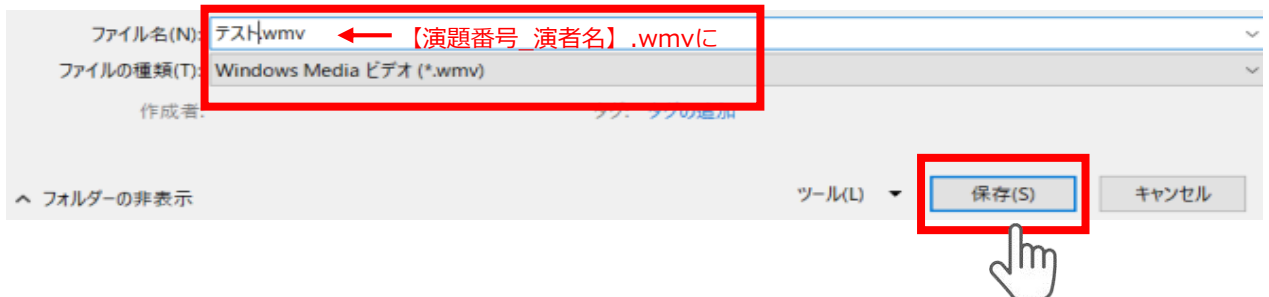 ファイル名(N): テスト.wmv 【演題番号_演者名】.wmvに
ファイルの種類(T): Windows Media ビデオ (*.wmv)
作成者: タグ: タグの追加
フォルダーの非表示 ツール(L) 保存(S) キャンセル